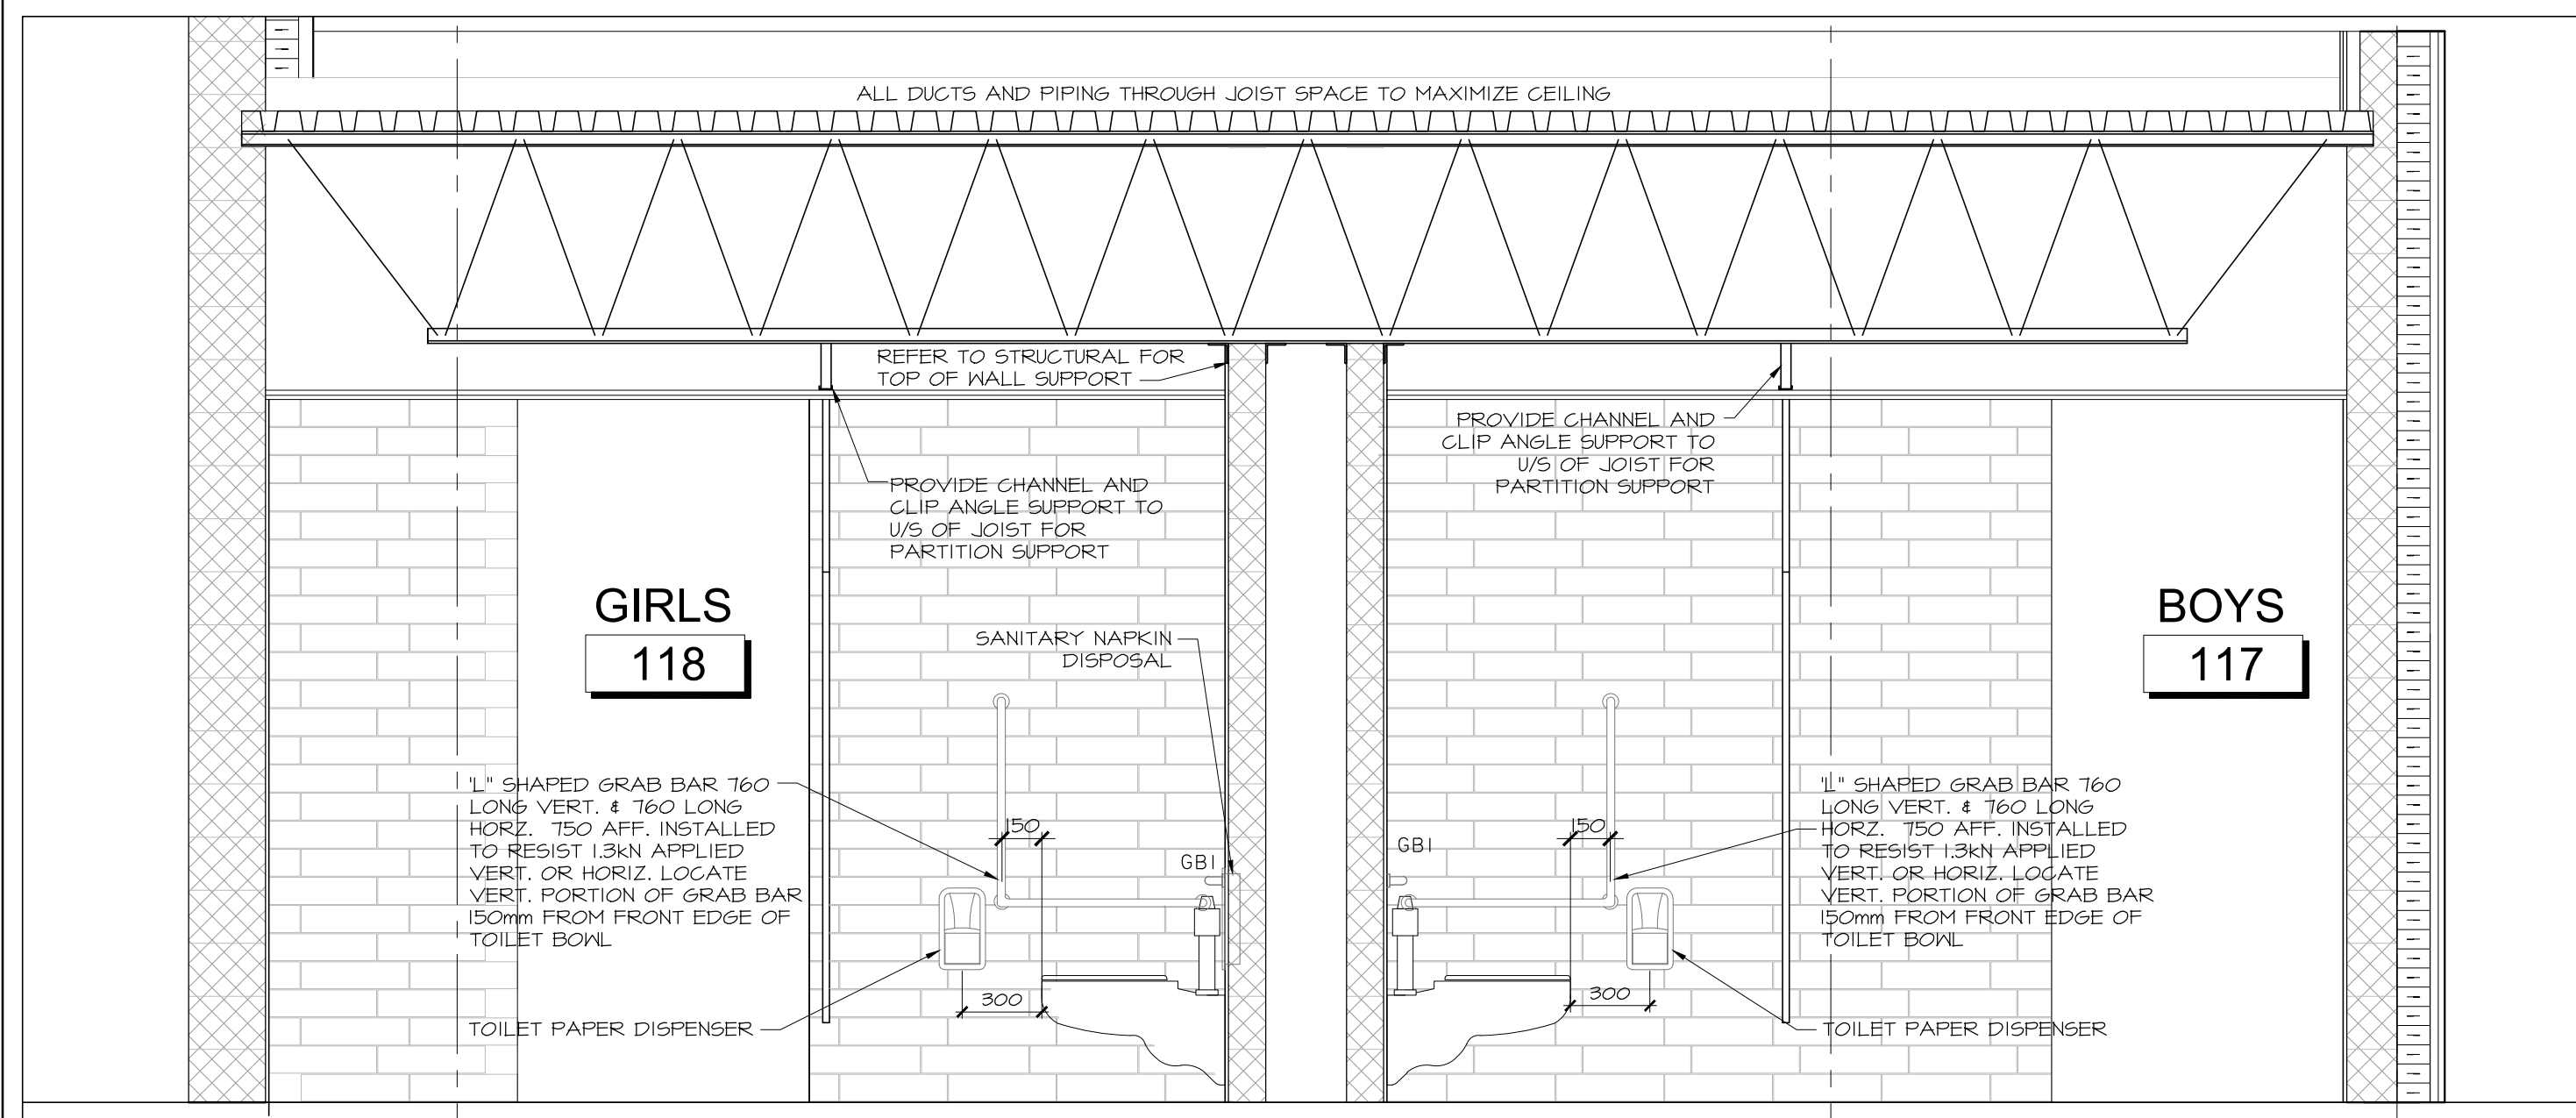 ALL DUCTS AND PIPING THROUGH JOIST SPACE TO MAXIMIZE CEILING
REFER TO STRUCTURAL FOR
TOP OF WALL SUPPORT
PROVIDE CHANNEL AND
CLIP ANGLE SUPPORT TO
U/S OF JOIST FOR
PARTITION SUPPORT
PROVIDE CHANNEL AND
CLIP ANGLE SUPPORT TO
U/S OF JOIST FOR
PARTITION SUPPORT
GIRLS
118
BOYS
117
SANITARY NAPKIN
DISPOSAL
"L" SHAPED GRAB BAR 760
LONG VERT. & 760 LONG
HORZ. 750 AFF. INSTALLED
TO RESIST 1.3kN APPLIED
VERT. OR HORIZ. LOCATE
VERT. PORTION OF GRAB BAR
150mm FROM FRONT EDGE OF
TOILET BOWL
150
GB1
GB1
150
"L" SHAPED GRAB BAR 760
LONG VERT. & 760 LONG
HORZ. 750 AFF. INSTALLED
TO RESIST 1.3kN APPLIED
VERT. OR HORIZ. LOCATE
VERT. PORTION OF GRAB BAR
150mm FROM FRONT EDGE OF
TOILET BOWL
300
300
TOILET PAPER DISPENSER
TOILET PAPER DISPENSER